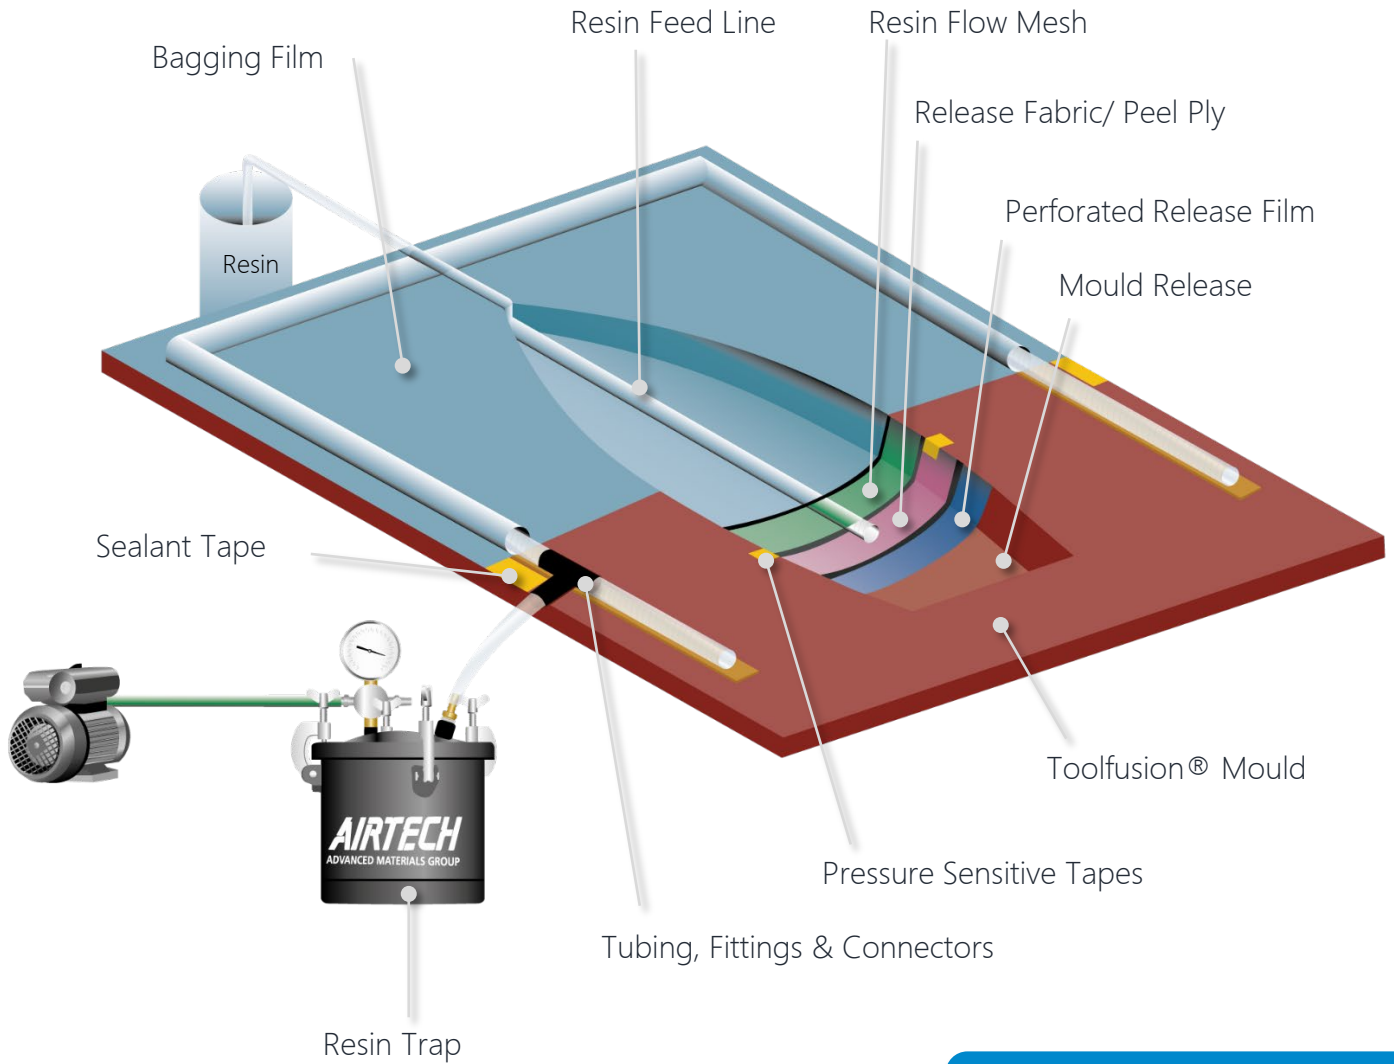 Resin Feed Line
Resin Flow Mesh
Bagging Film
Release Fabric/ Peel Ply
Perforated Release Film
Resin
Mould Release
Sealant Tape
Toolfusion® Mould
AIRTECH
ADVANCED MATERIALS GROUP
Pressure Sensitive Tapes
Tubing, Fittings & Connectors
Resin Trap